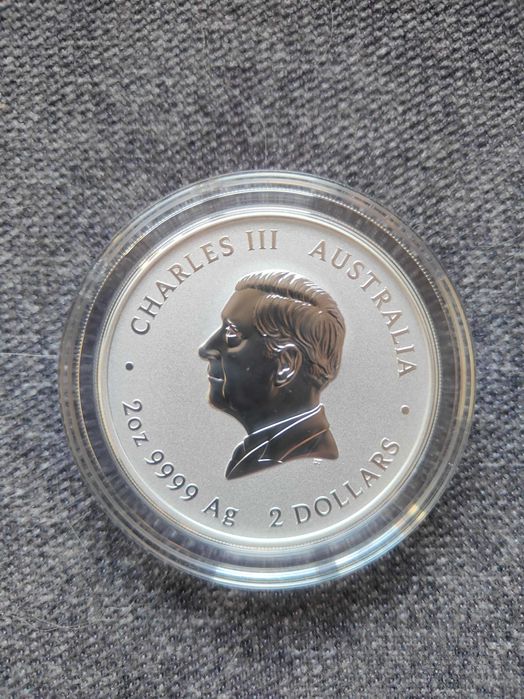 CHARLES III AUSTRALIA
2oz 9999 Ag 2 DOLLARS